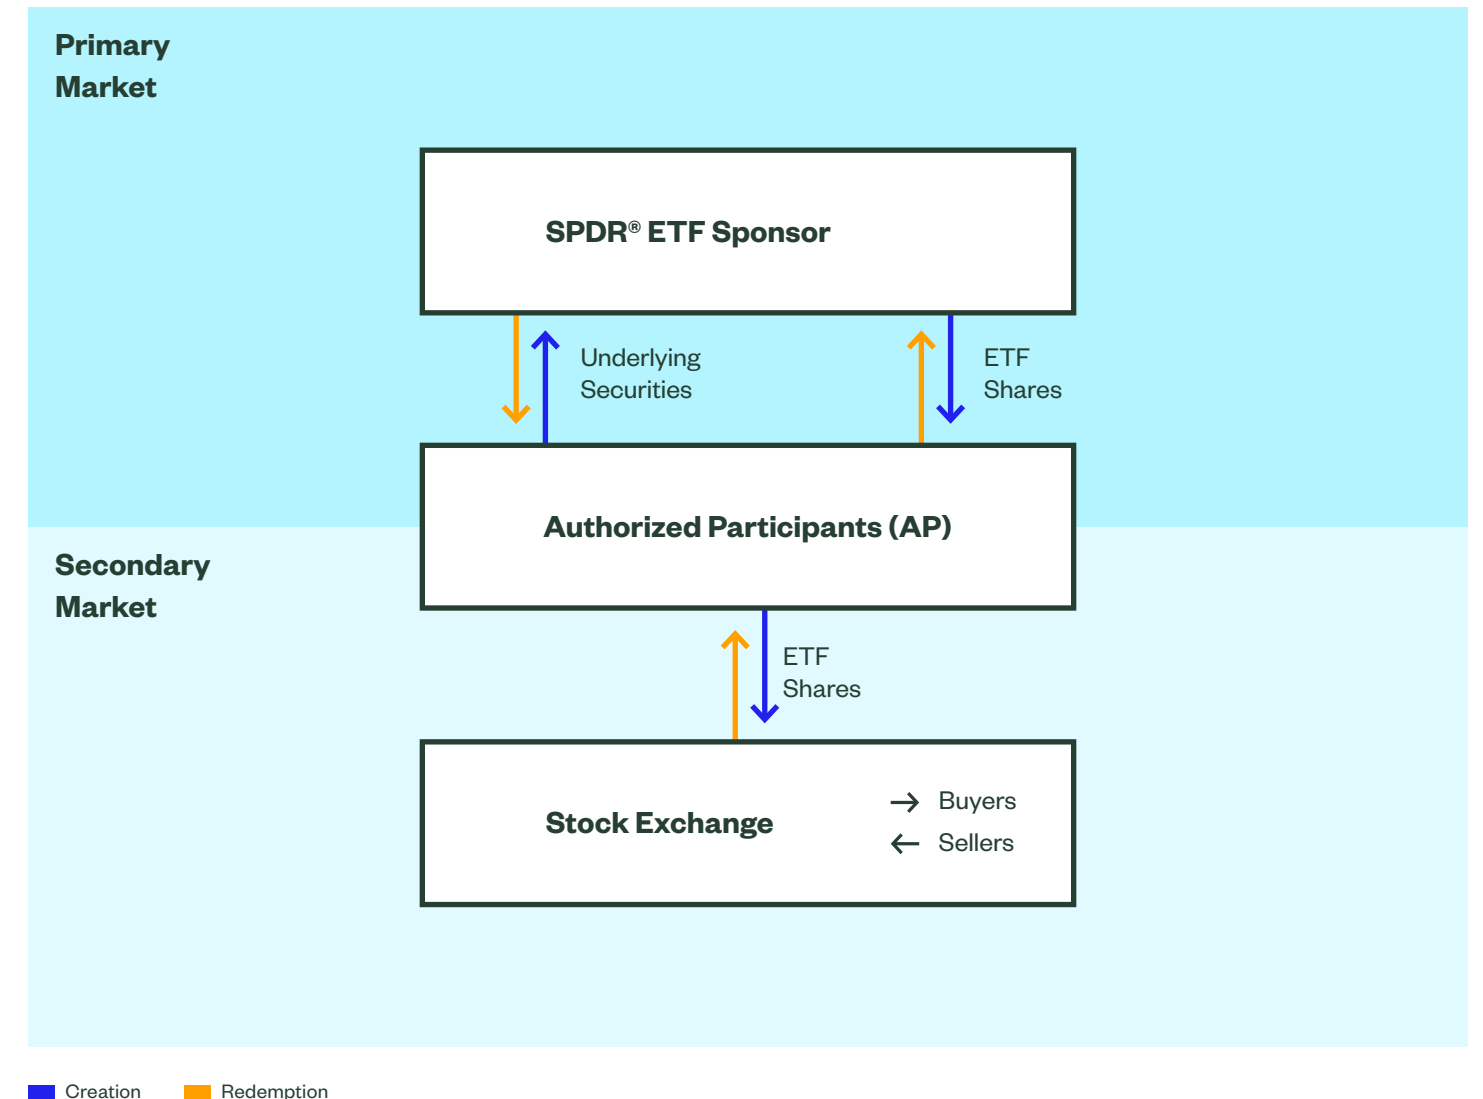 Primary
Market
SPDR® ETF Sponsor
Underlying
Securities
ETF
Shares
Authorized Participants (AP)
Secondary
Market
ETF
Shares
Stock Exchange
Buyers
Sellers
Creation
Redemption